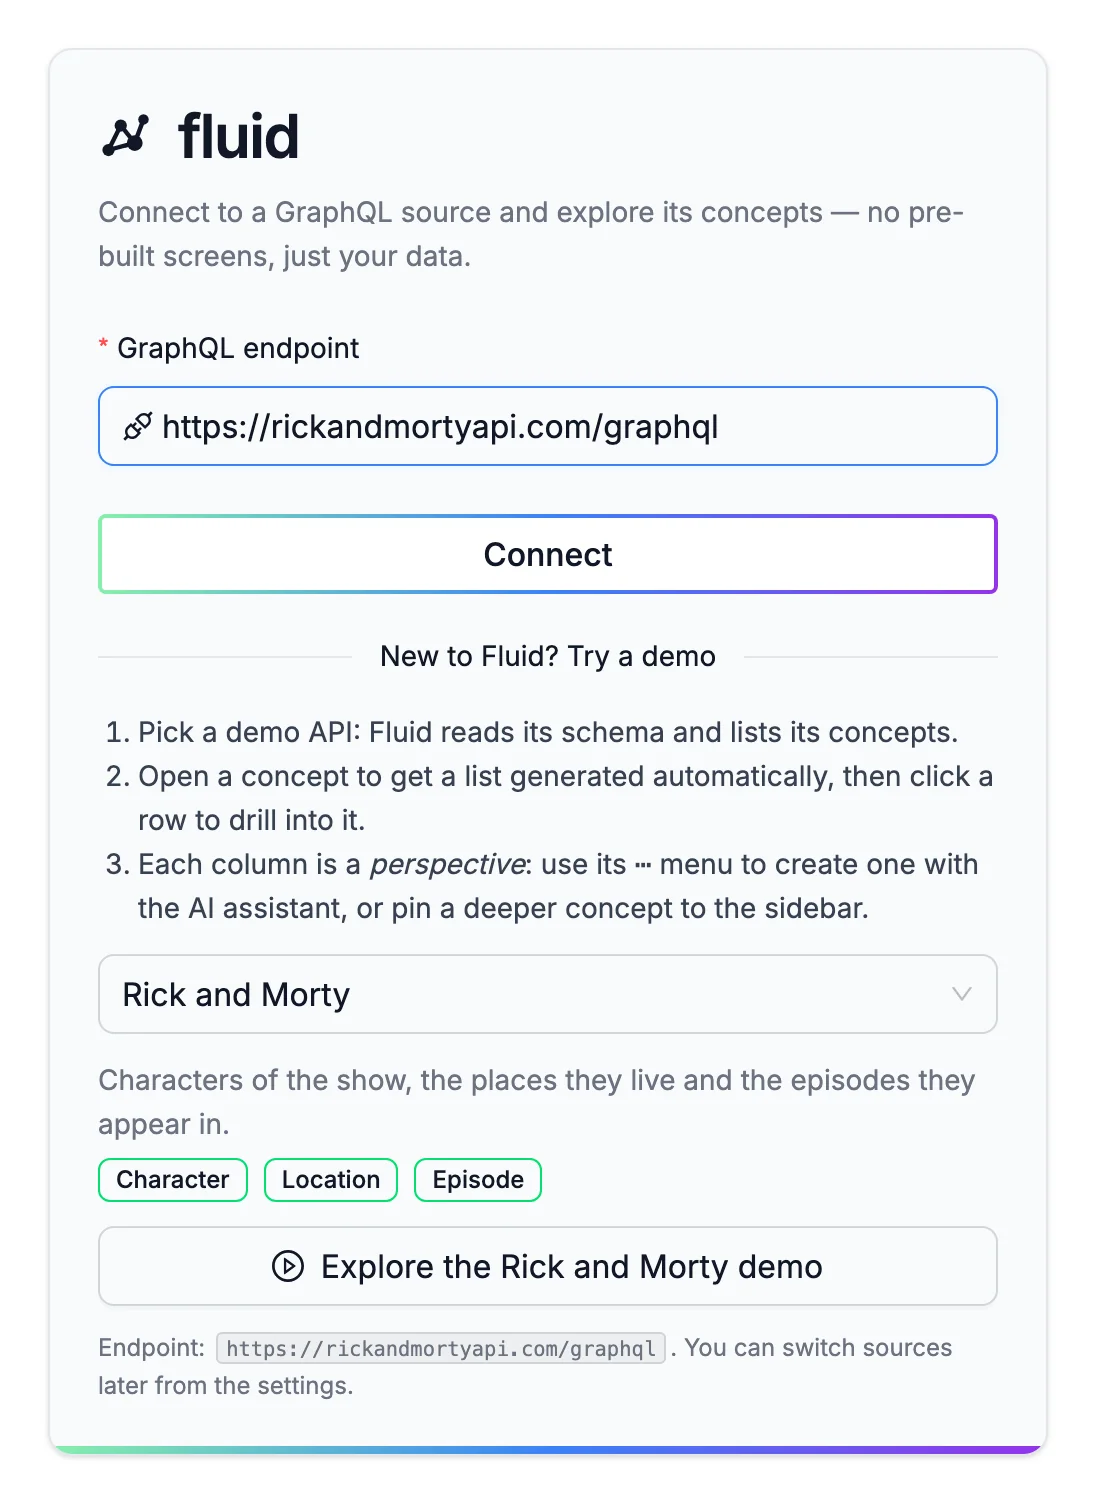 fluid
Connect to a GraphQL source and explore its concepts — no pre-
built screens, just your data.
* GraphQL endpoint
https://rickandmortyapi.com/graphql
Connect
New to Fluid? Try a demo
1. Pick a demo API: Fluid reads its schema and lists its concepts.
2. Open a concept to get a list generated automatically, then click a
row to drill into it.
3. Each column is a perspective: use its ··· menu to create one with
the AI assistant, or pin a deeper concept to the sidebar.
Rick and Morty
Characters of the show, the places they live and the episodes they
appear in.
Character Location Episode
Explore the Rick and Morty demo
Endpoint: https://rickandmortyapi.com/graphql. You can switch sources
later from the settings.